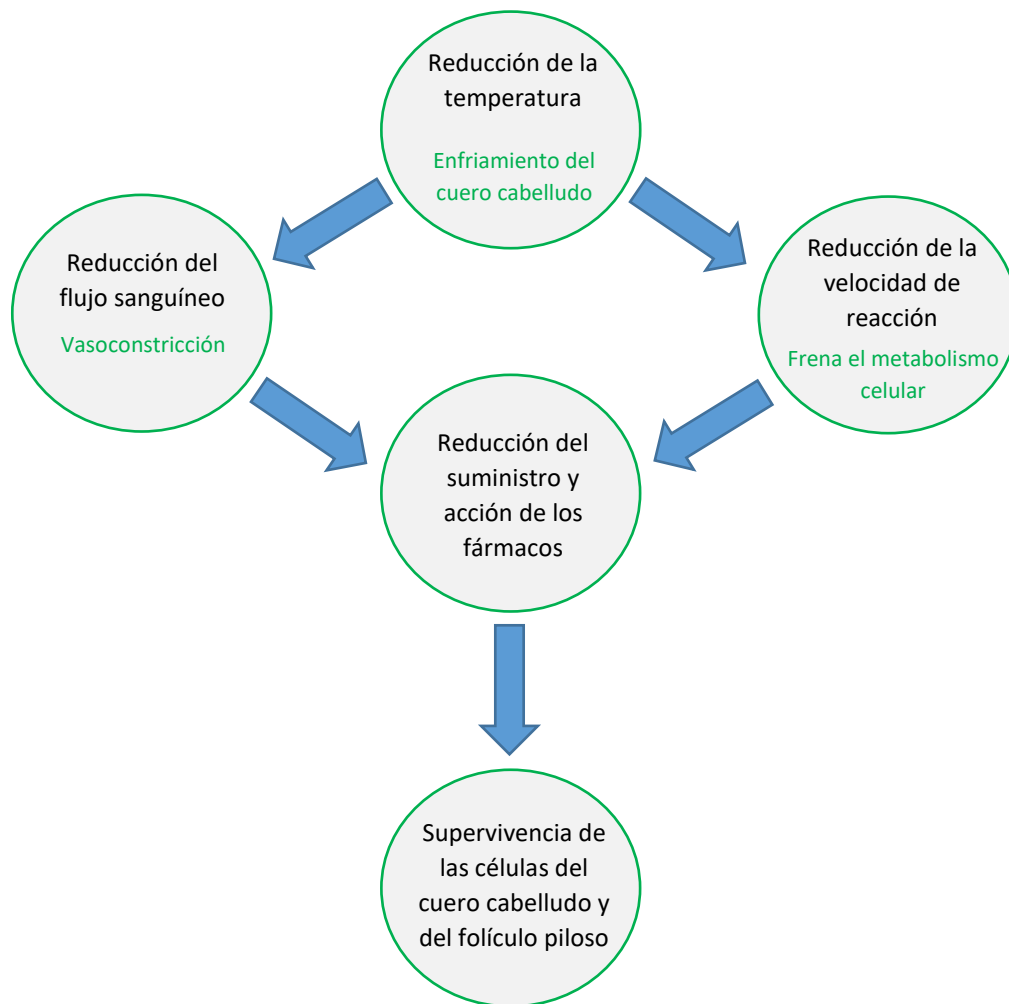 Reducción de la
temperatura
Enfriamiento del
cuero cabelludo
Reducción del
flujo sanguíneo
Vasoconstricción
Reducción de la
velocidad de
reacción
Frena el metabolismo
celular
Reducción del
suministro y
acción de los
fármacos
Supervivencia de
las células del
cuero cabelludo y
del folículo piloso